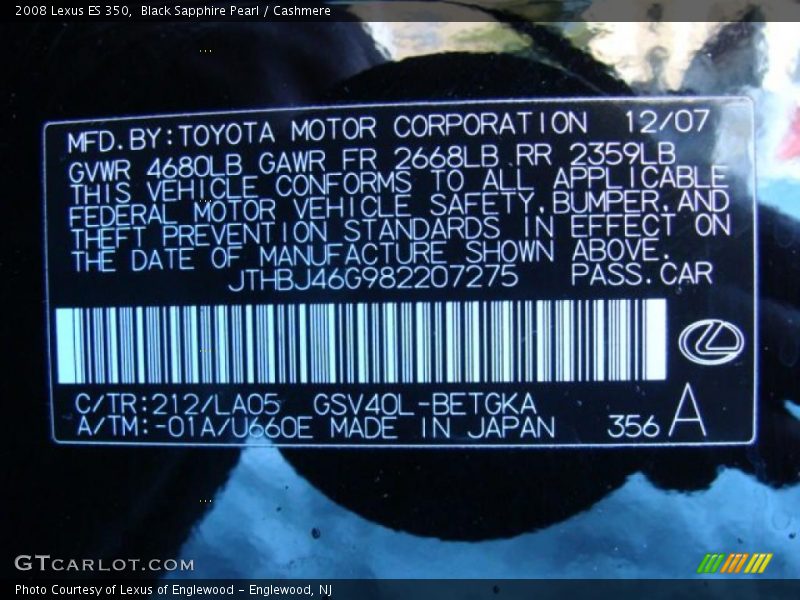 2008 Lexus ES 350, Black Sapphire Pearl / Cashmere
MFD.BY:TOYOTA MOTOR CORPORATION 12/07
GVWR 4680LB GAWR FR 2668LB RR 2359LB
THIS VEHICLE CONFORMS TO ALL APPLICABLE
FEDERAL MOTOR VEHICLE SAFETY,BUMPER,AND
THEFT PREVENTION STANDARDS IN EFFECT ON
THE DATE OF MANUFACTURE SHOWN ABOVE.
JTHBJ46G982207275 PASS.CAR
C/TR:212/LA05 GSV40L-BETGKA
A/TM:-01A/U660E MADE IN JAPAN 356 A
GTCARLOT.COM
Photo Courtesy of Lexus of Englewood - Englewood, NJ